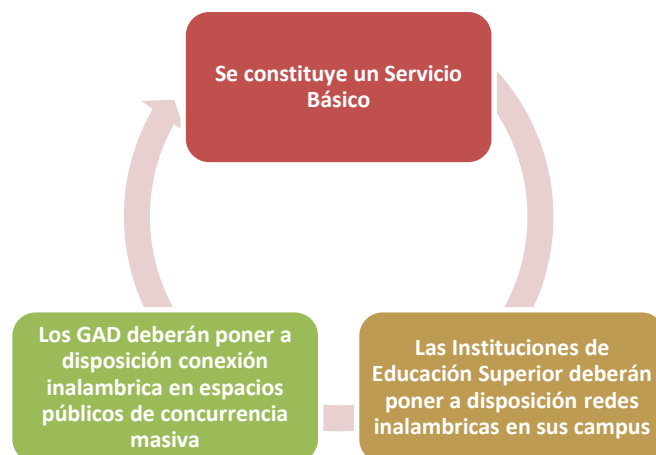 Se constituye un Servicio
Básico
Los GAD deberán poner a
disposición conexión
inalambrica en espacios
públicos de concurrencia
masiva
Las Instituciones de
Educación Superior deberán
poner a disposición redes
inalambricas en sus campus